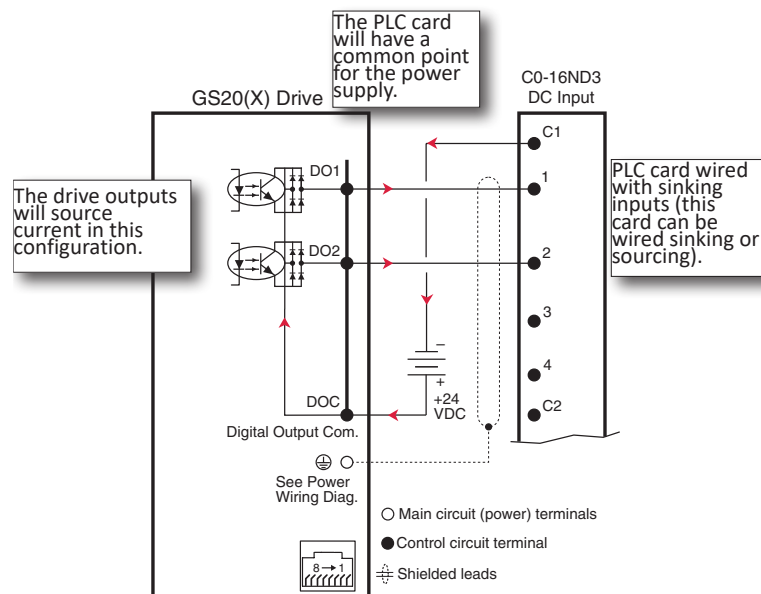 The PLC card
will have a
common point
for the power
supply.
C0-16ND3
DC Input
GS20(X) Drive
C1
DO1
1
The drive outputs
will source
current in this
configuration.
PLC card wired
with sinking
inputs (this
card can be
wired sinking or
sourcing).
DO2
2
3
–
4
+
+24
VDC
DOC
C2
Digital Output Com.
See Power
Wiring Diag.
Main circuit (power) terminals
Control circuit terminal
8→1
Shielded leads